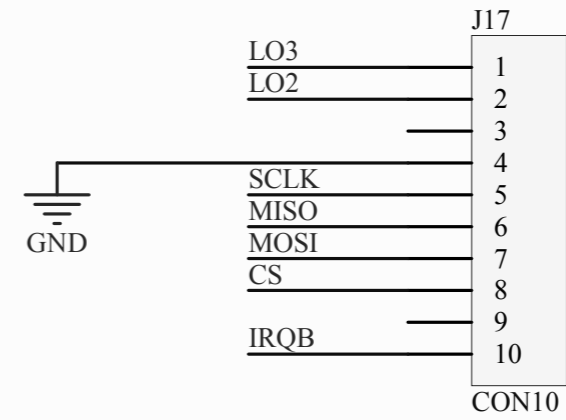 J17
LO3 1
LO2 2
3
4
SCLK 5
MISO 6
GND
MOSI 7
CS 8
9
IRQB 10
CON10